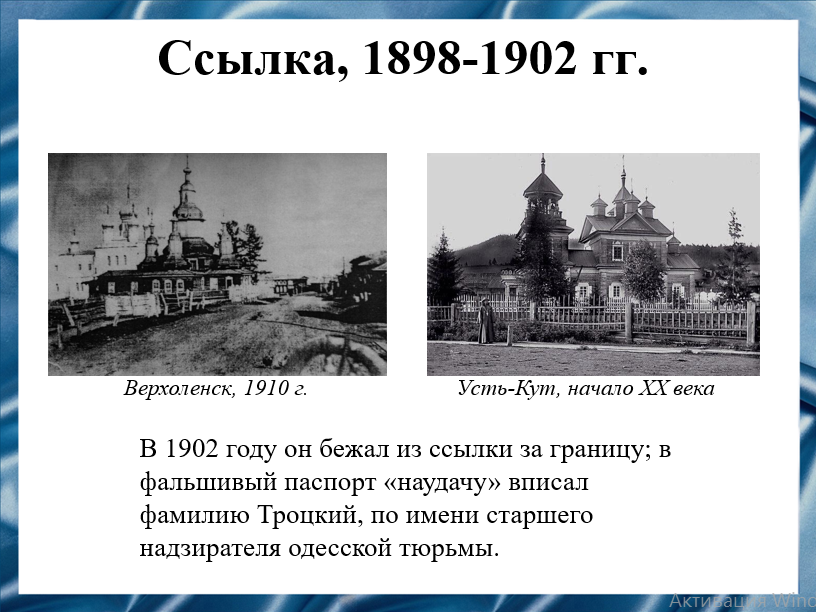 Ссылка, 1898-1902 гг.
Верхоленск, 1910 г.
Усть-Кут, начало XX века
В 1902 году он бежал из ссылки за границу; в
фальшивый паспорт «наудачу» вписал
фамилию Троцкий, по имени старшего
надзирателя одесской тюрьмы.
Активация Wind